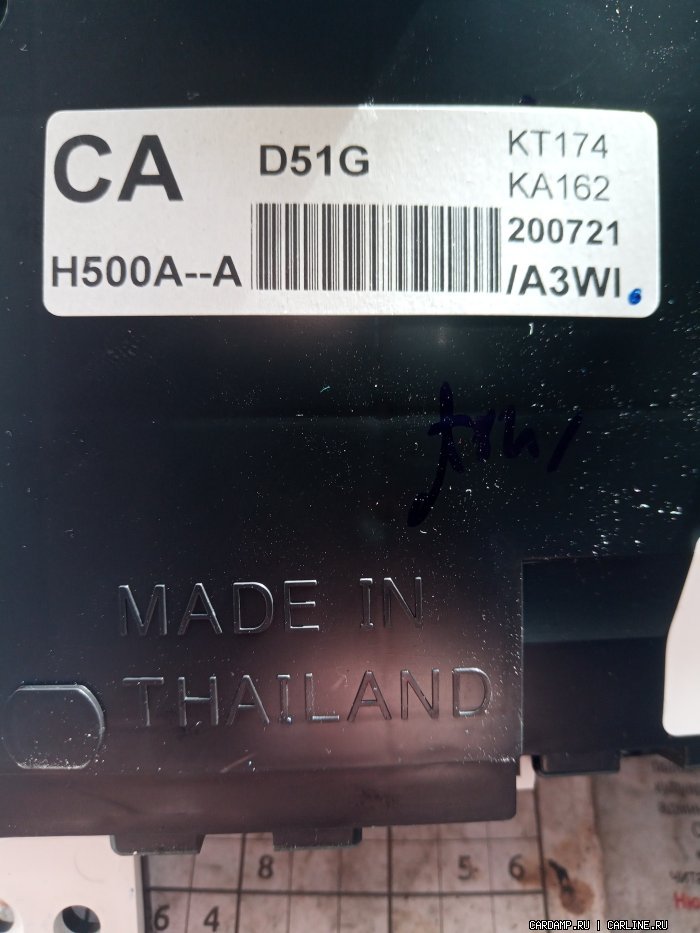 CA
D51G
KT174
KA162
200721
H500A--A
/A3WI
6
MADE IN
THAILAND
8
5 6
6 4
CARDAMP.RU | CARLINE.RU